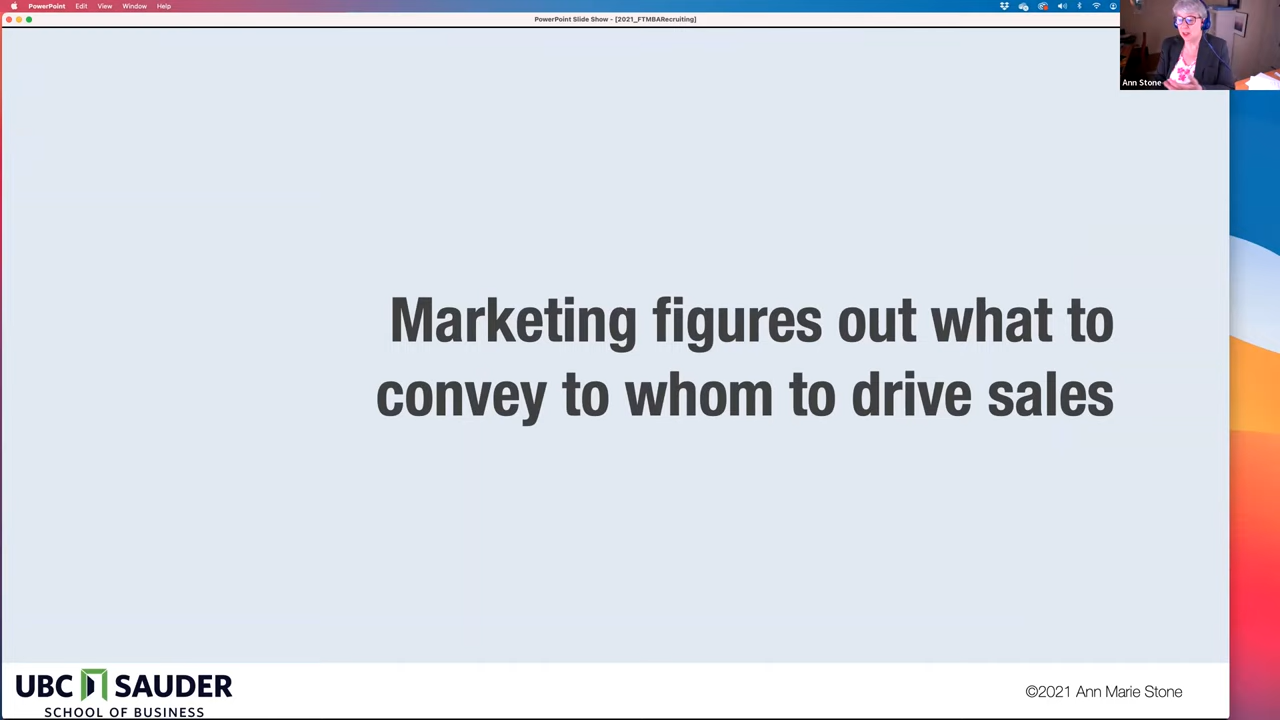 PowerPoint Edit View Window Help
PowerPoint Slide Show - [2021_FTMBARecruiting]
Ann Stone
Marketing figures out what to
convey to whom to drive sales
UBC SAUDER
SCHOOL OF BUSINESS
©2021 Ann Marie Stone